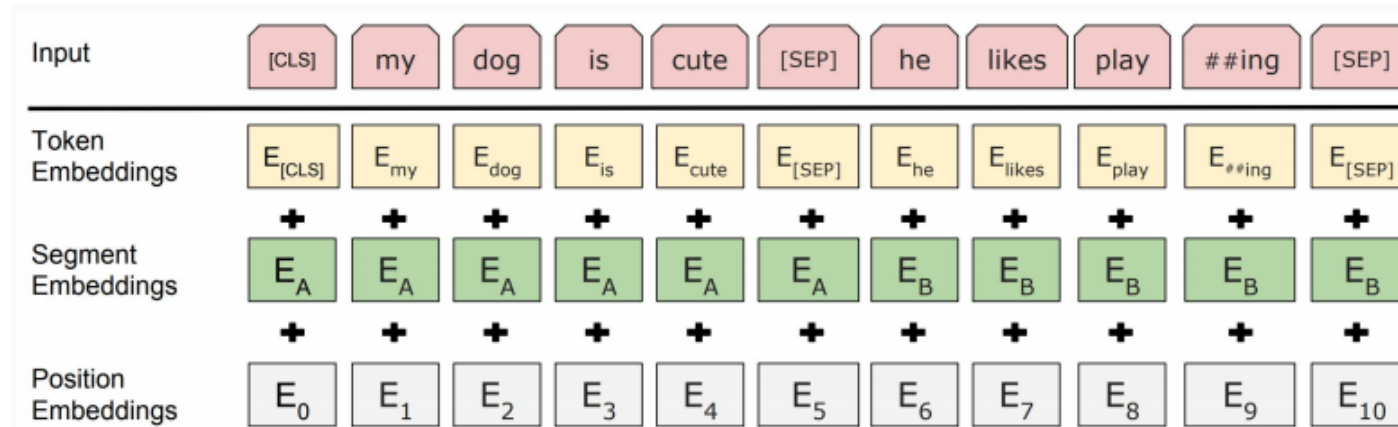 Input [CLS] my dog is cute [SEP] he likes play ##ing [SEP]
Token Embeddings E[CLS] Emy Edog Eis Ecute E[SEP] Ehe Elikes Eplay E##ing E[SEP]
+ + + + + + + + + + +
Segment Embeddings EA EA EA EA EA EA EB EB EB EB EB
+ + + + + + + + + + +
Position Embeddings E0 E1 E2 E3 E4 E5 E6 E7 E8 E9 E10